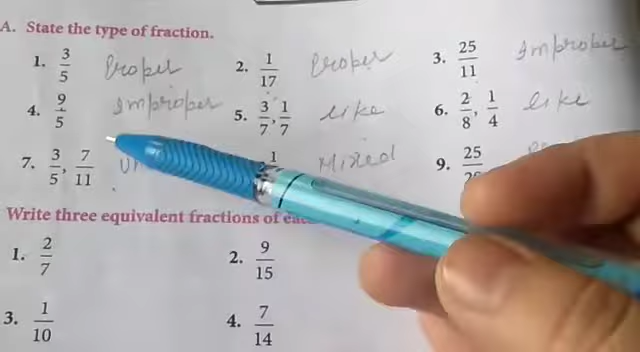 A. State the type of fraction.
1. 3/5 Proper 2. 1/17 Proper 3. 25/11 Improper
4. 9/5 Improper 5. 3/7, 1/7 like 6. 2/8, 1/4 like
7. 3/5, 7/11 Mixed 9. 25
Write three equivalent fractions of
1. 2/7 2. 9/15
3. 1/10 4. 7/14